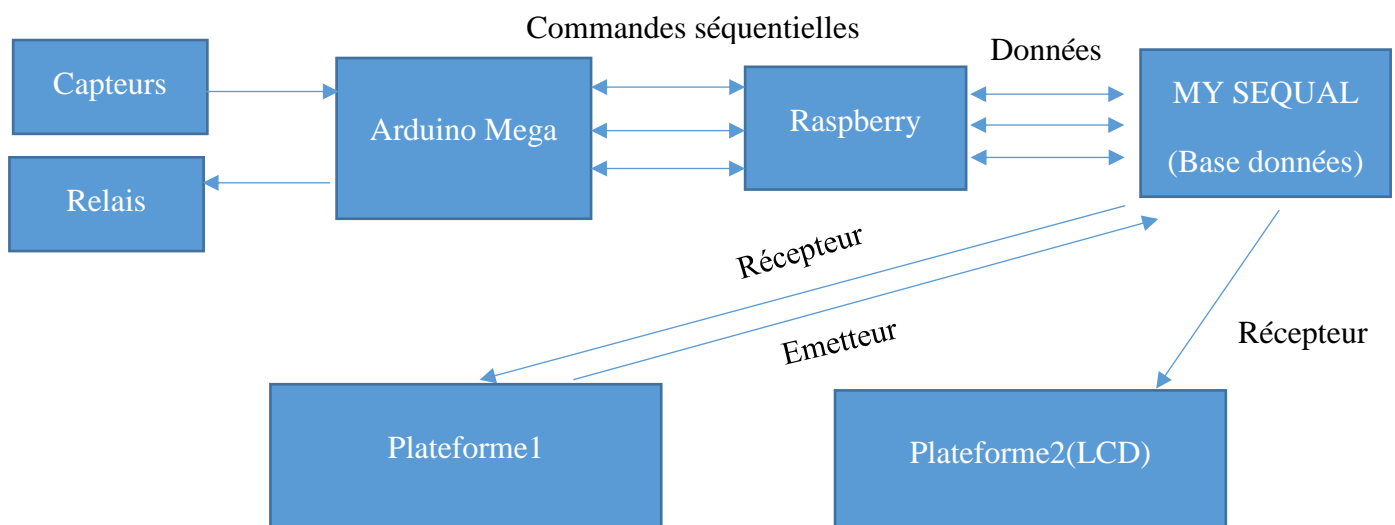 Commandes séquentielles
Données
Capteurs
Arduino Mega
Raspberry
MY SEQUAL
(Base données)
Relais
Récepteur
Emetteur
Récepteur
Plateforme1
Plateforme2(LCD)